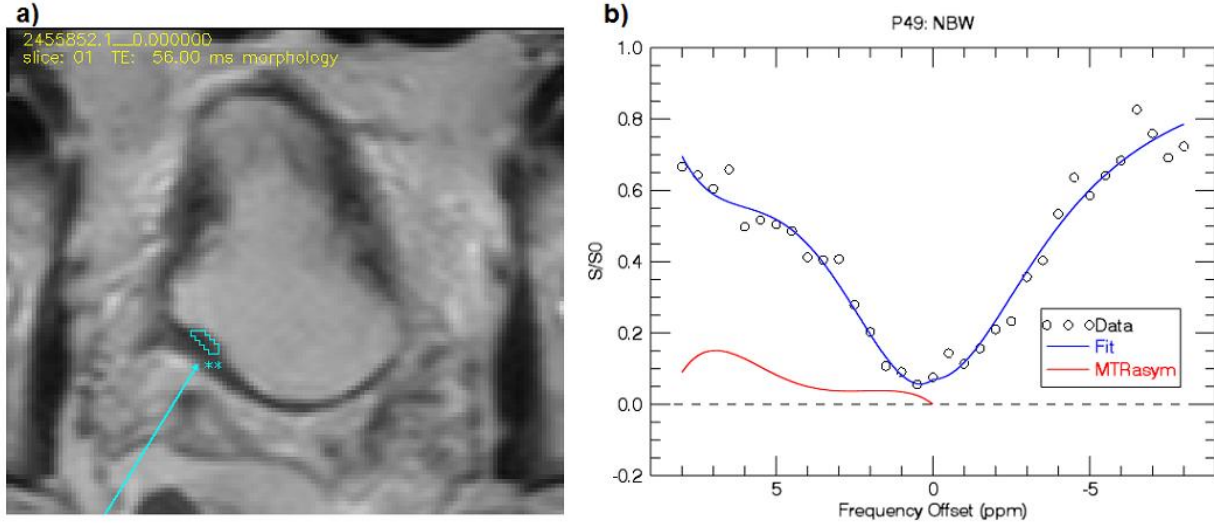 a)
2455852.1__0.000000
slice: 01 TE: 56.00 ms morphology
**
b)
P49: NBW
1.0
0.8
0.6
0.4
0.2
0.0
-0.2
S/S0
5
0
-5
Frequency Offset (ppm)
Data
Fit
MTRasym